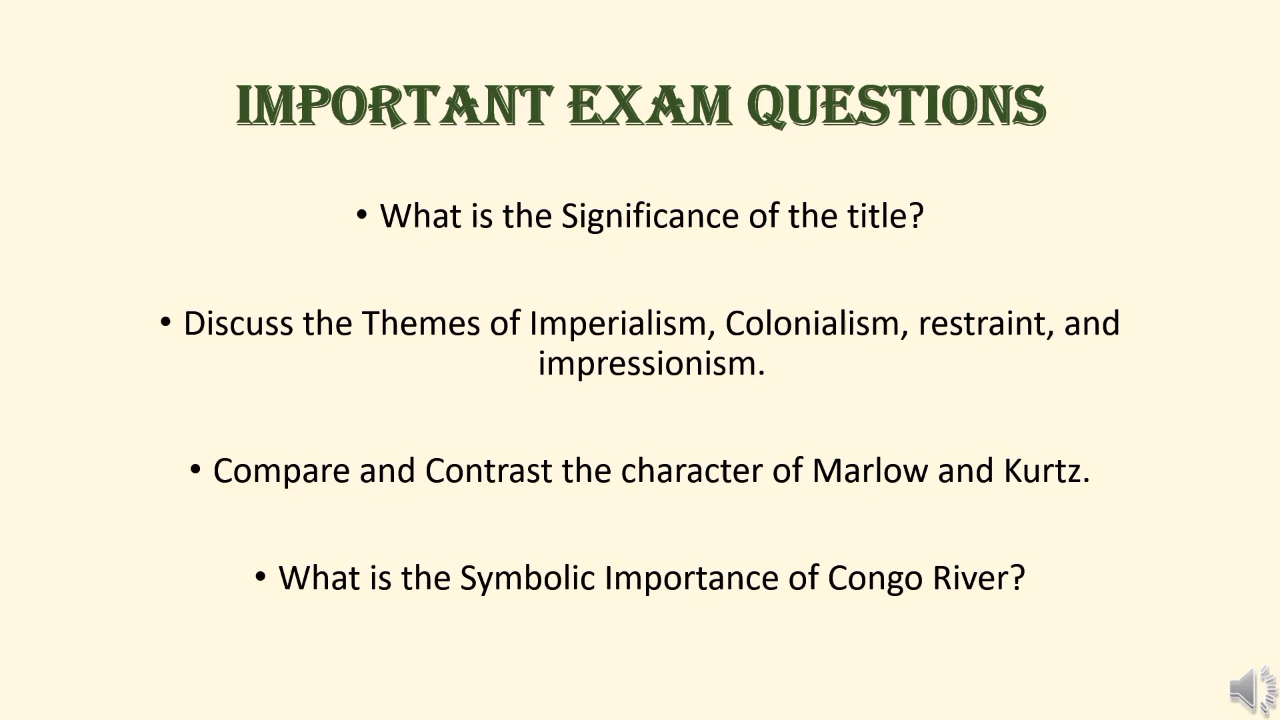 IMPORTANT EXAM QUESTIONS
• What is the Significance of the title?
• Discuss the Themes of Imperialism, Colonialism, restraint, and
impressionism.
• Compare and Contrast the character of Marlow and Kurtz.
• What is the Symbolic Importance of Congo River?